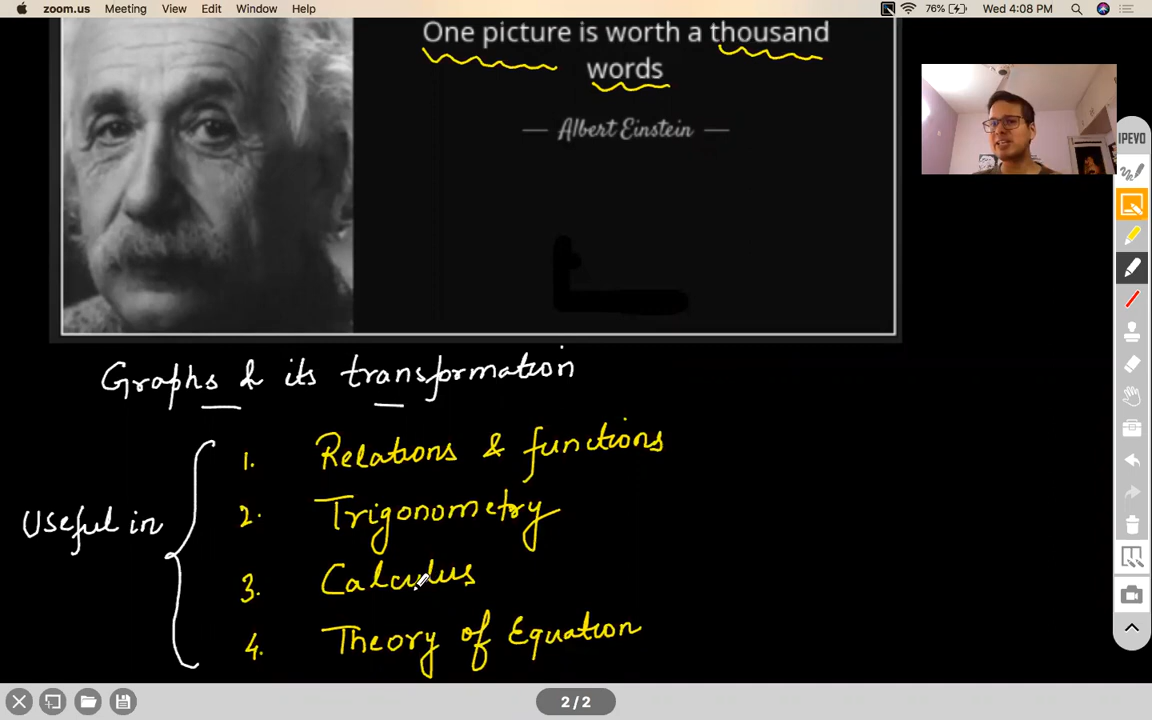 zoom.us Meeting View Edit Window Help 76% Wed 4:08 PM
One picture is worth a thousand
words
— Albert Einstein —
IPEVO
Graphs & its transformation
Useful in
1. Relations & functions
2. Trigonometry
3. Calculus
4. Theory of Equation
2 / 2